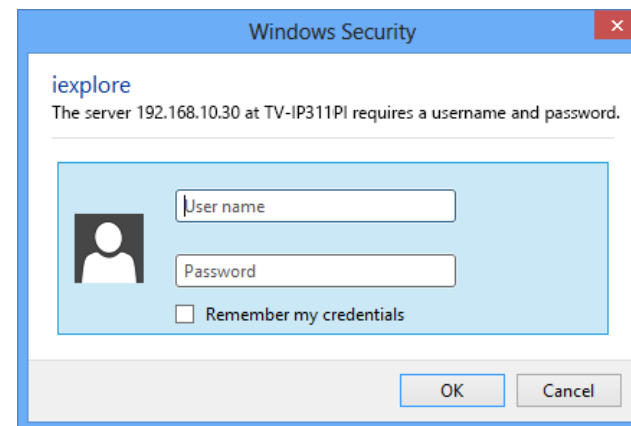 Windows Security
iexplore
The server 192.168.10.30 at TV-IP311PI requires a username and password.
User name
Password
Remember my credentials
OK
Cancel